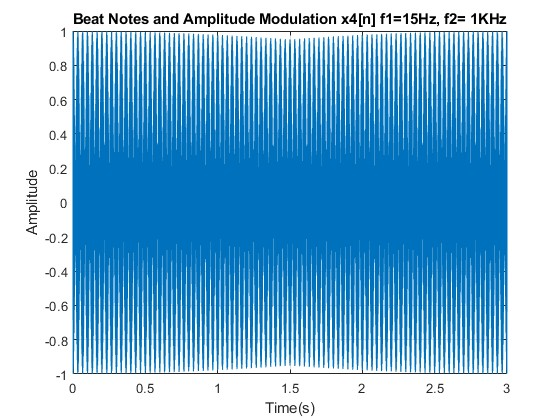 Beat Notes and Amplitude Modulation x4[n] f1=15Hz, f2= 1KHz
1
0.8
0.6
0.4
0.2
0
-0.2
-0.4
-0.6
-0.8
-1
Amplitude
0 0.5 1 1.5 2 2.5 3
Time(s)